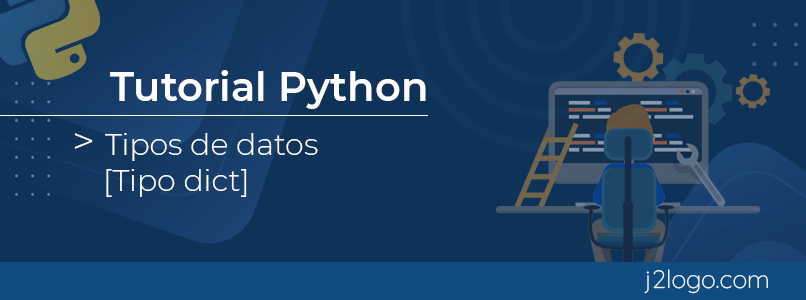 Tutorial Python
> Tipos de datos
[Tipo dict]
j2logo.com